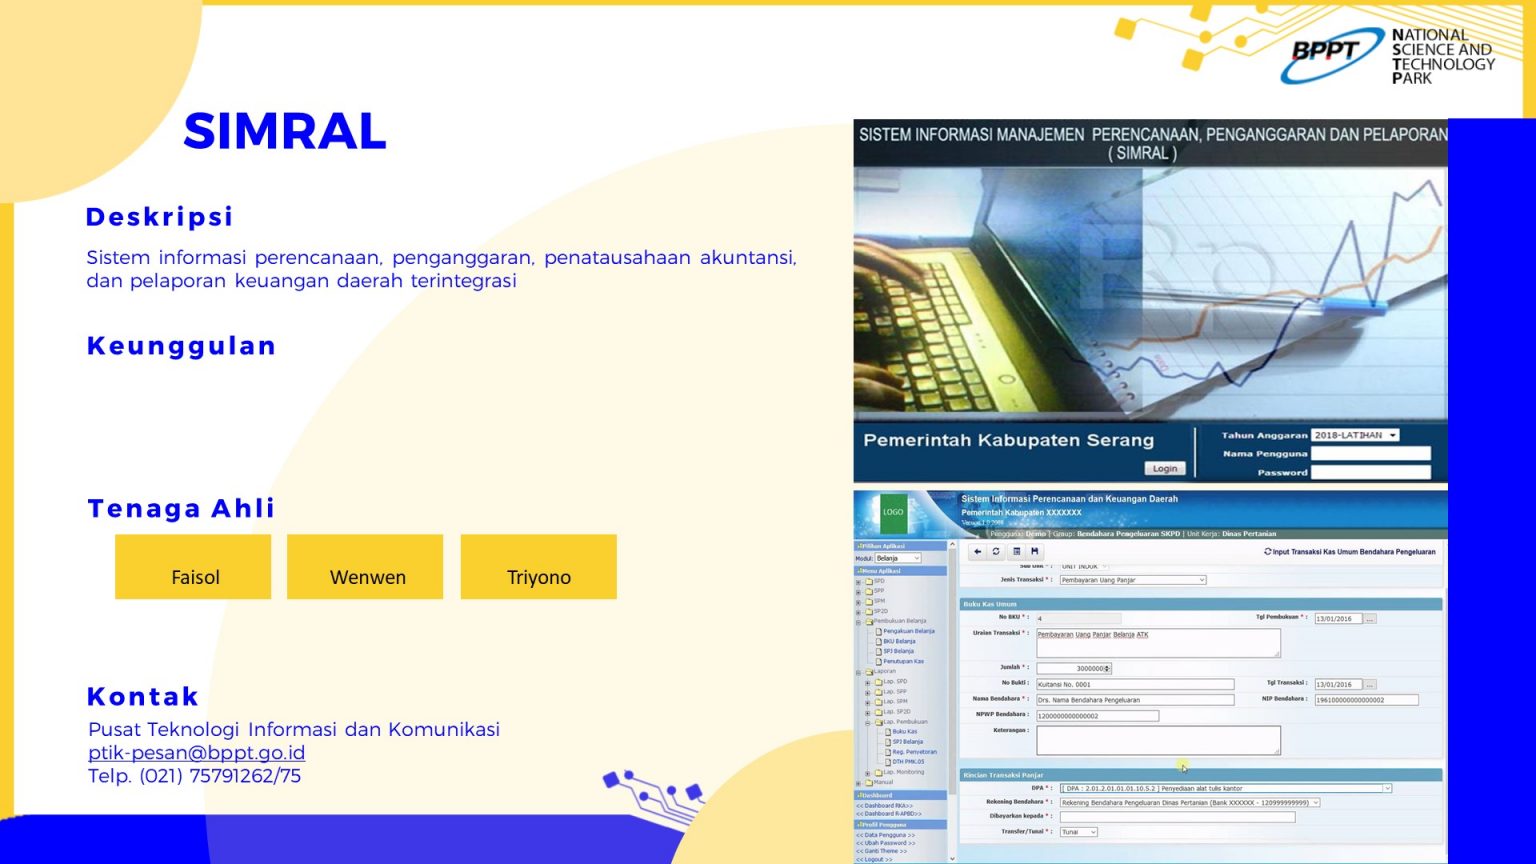 BPPT
NATIONAL
SCIENCE AND
TECHNOLOGY
PARK
SIMRAL
Deskripsi
Sistem informasi perencanaan, penganggaran, penatausahaan akuntansi,
dan pelaporan keuangan daerah terintegrasi
Keunggulan
Tenaga Ahli
Faisol
Wenwen
Triyono
Kontak
Pusat Teknologi Informasi dan Komunikasi
ptik-pesan@bppt.go.id
Telp. (021) 75791262/75
SISTEM INFORMASI MANAJEMEN PERENCANAAN, PENGANGGARAN DAN PELAPORAN
( SIMRAL )
Rp
Pemerintah Kabupaten Serang
Login
Tahun Anggaran 2018-LATIHAN
Nama Pengguna
Password
LOGO
Sistem Informasi Perencanaan dan Keuangan Daerah
Pemerintah Kabupaten XXXXXXX
Pengguna: Demo | Group: Bendahara Pengeluaran SKPD | Unit Kerja: Dinas Pertanian
Pilihan Aplikasi
Modul: Belanja
Menu Aplikasi
SPD
SPP
SPM
SP2D
Pembukuan Belanja
Pengakuan Belanja
BKU Belanja
SPJ Belanja
Penutupan Kas
Laporan
Lap. SPD
Lap. SPP
Lap. SPM
Lap. SP2D
Lap. Pembukuan
Buku Kas
SPJ Belanja
Reg. Penyetoran
DTH PMK.05
Lap. Monitoring
Manual
Dashboard
<< Dashboard RKA>>
<< Dashboard R-APBD>>
Profil Pengguna
<< Data Pengguna >>
<< Ubah Password >>
<< Ganti Theme >>
<< Logout >>
Input Transaksi Kas Umum Bendahara Pengeluaran
Sub Unit * : UNIT INDUK
Jenis Transaksi * : Pembayaran Uang Panjar
Buku Kas Umum
No BKU * : 4
Tgl Pembukuan * : 13/01/2016 ...
Uraian Transaksi * : Pembayaran Uang Panjar Belanja ATK
Jumlah * : 3000000
No Bukti : Kuitansi No. 0001
Tgl Transaksi : 13/01/2016 ...
Nama Bendahara * : Drs. Nama Bendahara Pengeluaran
NIP Bendahara :
NPWP Bendahara :
Keterangan :
Rincian Transaksi Panjar
DPA * : [ DPA : 2.01.2.01.01.01.10.5.2 ] Penyediaan alat tulis kantor
Rekening Bendahara * : Rekening Bendahara Pengeluaran Dinas Pertanian (Bank XXXXXX - 120999999999)
Dibayarkan kepada * :
Transfer/Tunai * : Tunai